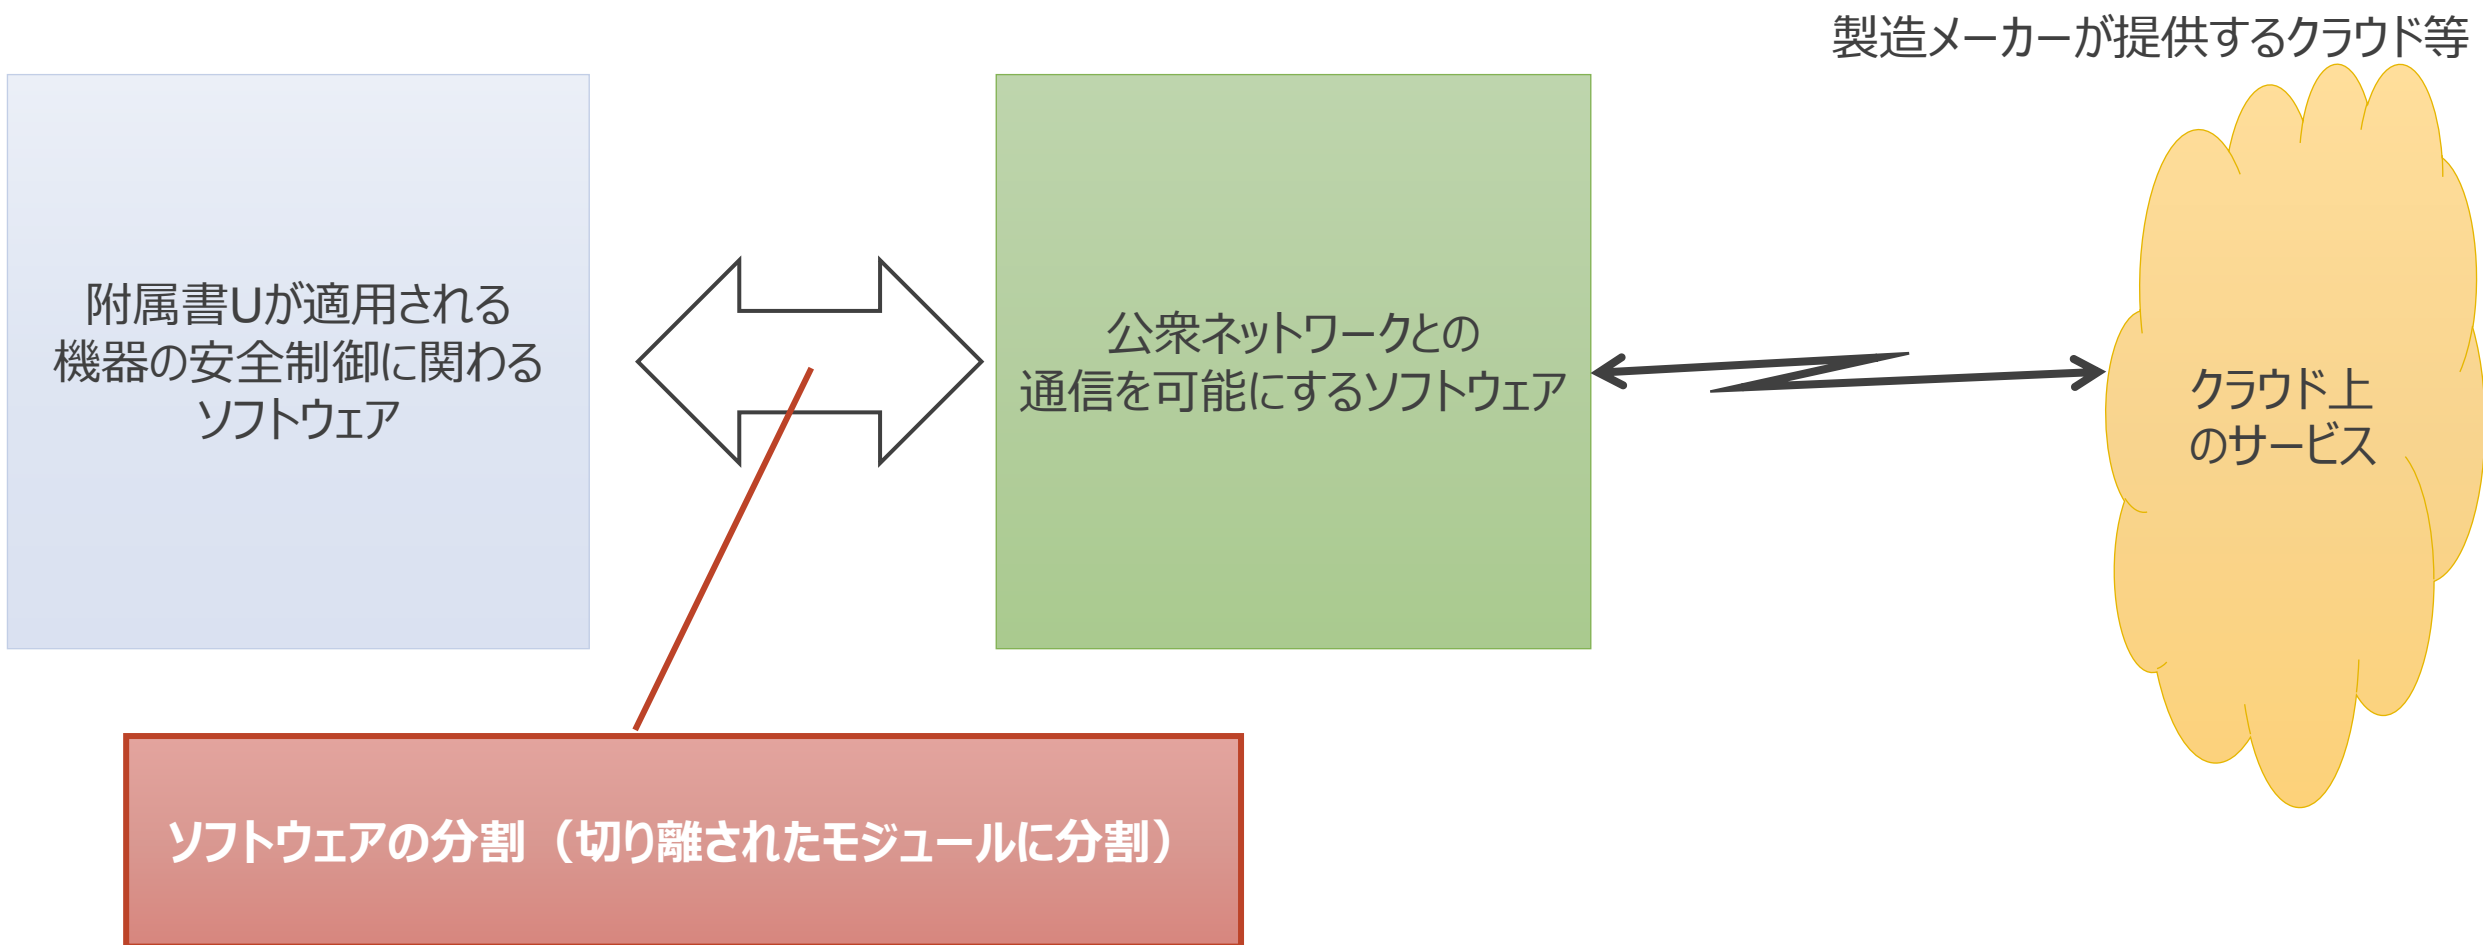 製造メーカーが提供するクラウド等
附属書Uが適用される
機器の安全制御に関わる
ソフトウェア
公衆ネットワークとの
通信を可能にするソフトウェア
クラウド上
のサービス
ソフトウェアの分割（切り離されたモジュールに分割）